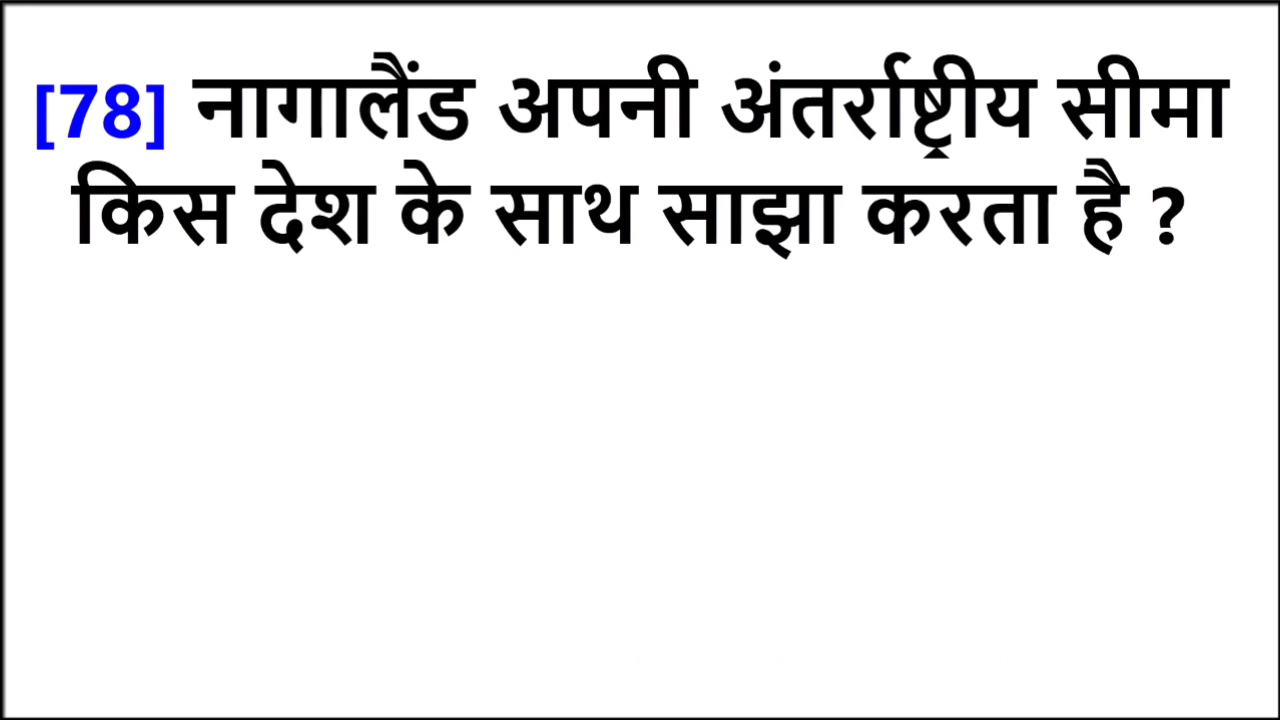 [78] नागालैंड अपनी अंतर्राष्ट्रीय सीमा
किस देश के साथ साझा करता है ?